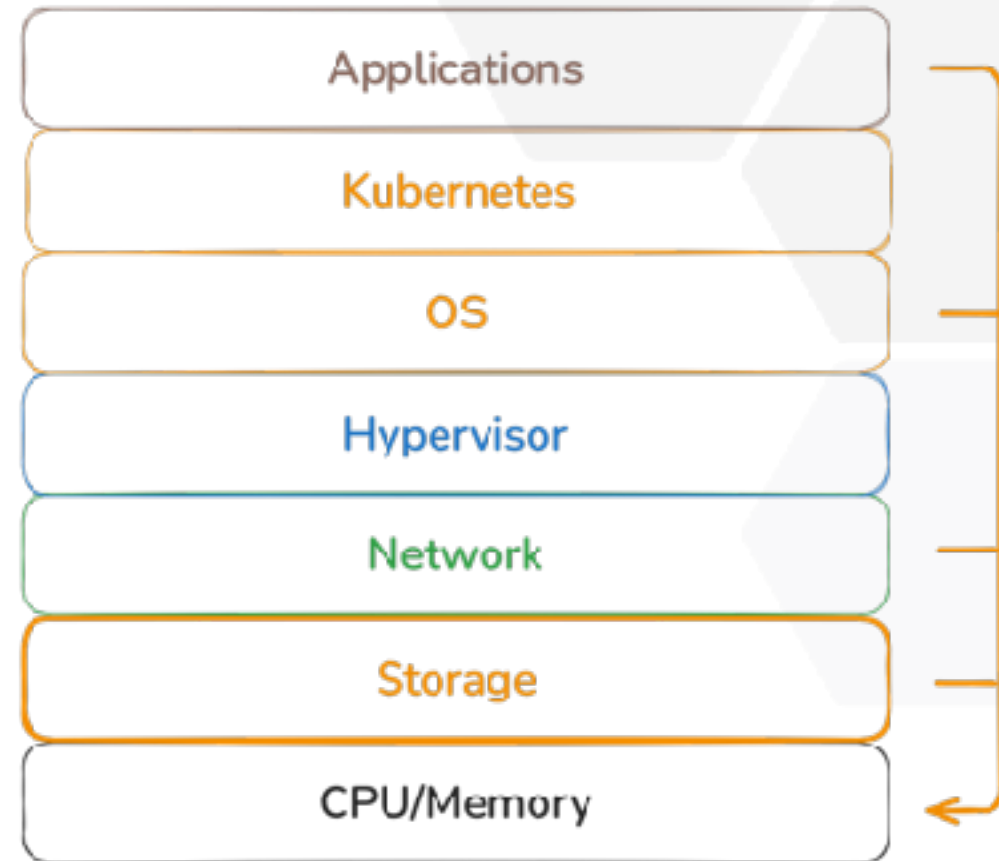 Applications
Kubernetes
OS
Hypervisor
Network
Storage
CPU/Memory